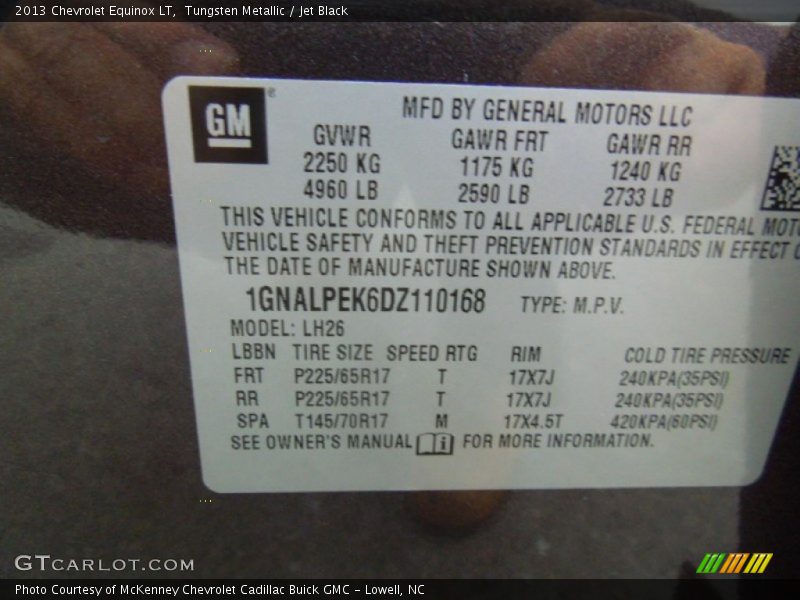 2013 Chevrolet Equinox LT, Tungsten Metallic / Jet Black
GM®
MFD BY GENERAL MOTORS LLC
GVWR GAWR FRT GAWR RR
2250 KG 1175 KG 1240 KG
4960 LB 2590 LB 2733 LB
THIS VEHICLE CONFORMS TO ALL APPLICABLE U.S. FEDERAL MOT
VEHICLE SAFETY AND THEFT PREVENTION STANDARDS IN EFFECT
THE DATE OF MANUFACTURE SHOWN ABOVE.
1GNALPEK6DZ110168 TYPE: M.P.V.
MODEL: LH26
LBBN TIRE SIZE SPEED RTG RIM COLD TIRE PRESSURE
FRT P225/65R17 T 17X7J 240KPA(35PSI)
RR P225/65R17 T 17X7J 240KPA(35PSI)
SPA T145/70R17 M 17X4.5T 420KPA(60PSI)
SEE OWNER'S MANUAL i FOR MORE INFORMATION.
GTCARLOT.COM
Photo Courtesy of McKenney Chevrolet Cadillac Buick GMC – Lowell, NC